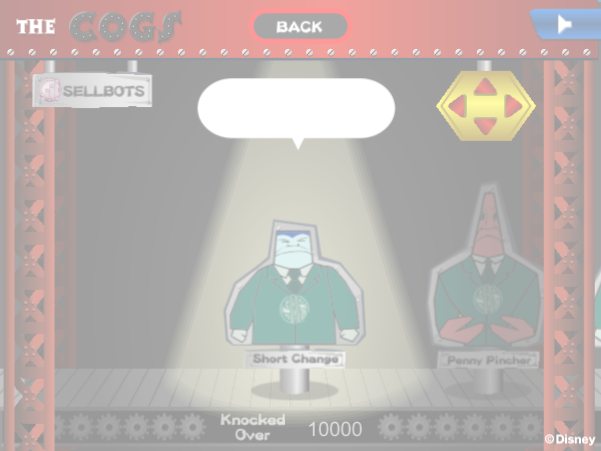 THE COGS
BACK
SELLBOTS
Short Change
Penny Pincher
Knocked
Over
10000
©Disney